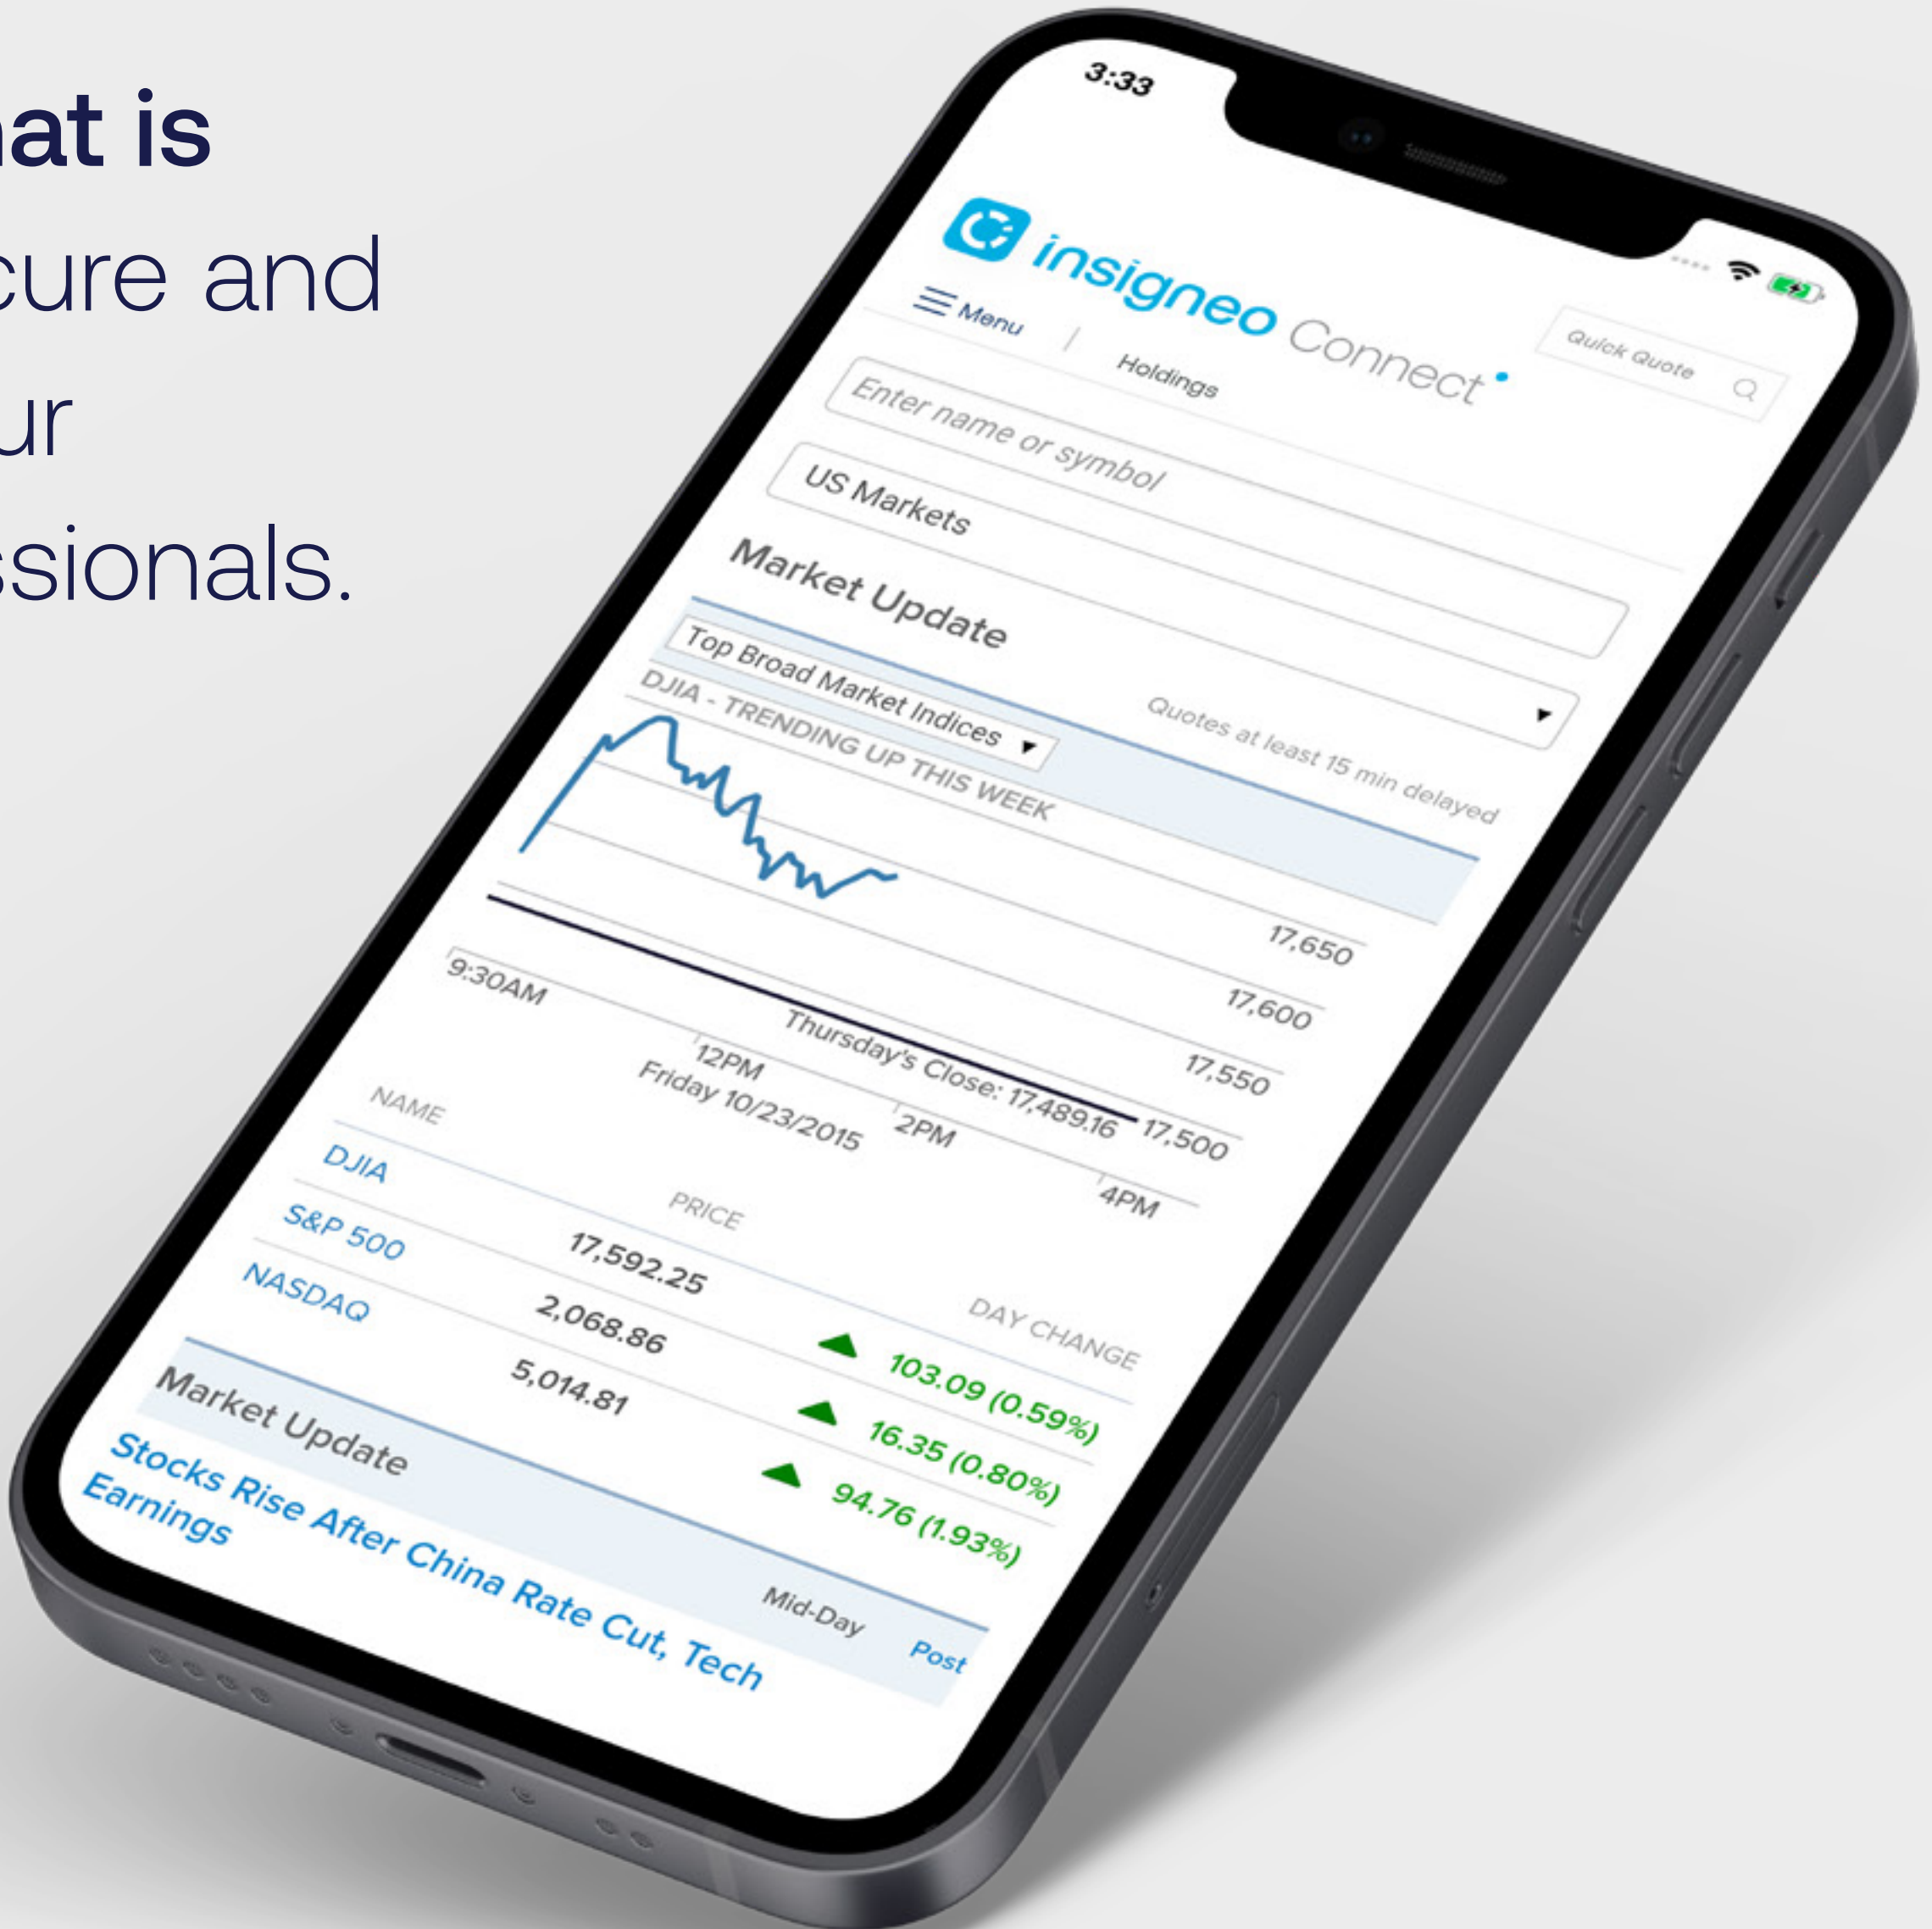 at is
cure and
ur
ssionals.
3:33
insigneo Connect
Quick Quote
Menu | Holdings
Enter name or symbol
US Markets
Market Update
Top Broad Market Indices
Quotes at least 15 min delayed
DJIA - TRENDING UP THIS WEEK
17,650
17,600
17,550
17,500
Thursday's Close: 17,489.16
9:30AM 12PM 2PM 4PM
Friday 10/23/2015
NAME PRICE DAY CHANGE
DJIA 17,592.25 103.09 (0.59%)
S&P 500 2,068.86 16.35 (0.80%)
NASDAQ 5,014.81 94.76 (1.93%)
Market Update Mid-Day Post
Stocks Rise After China Rate Cut, Tech
Earnings